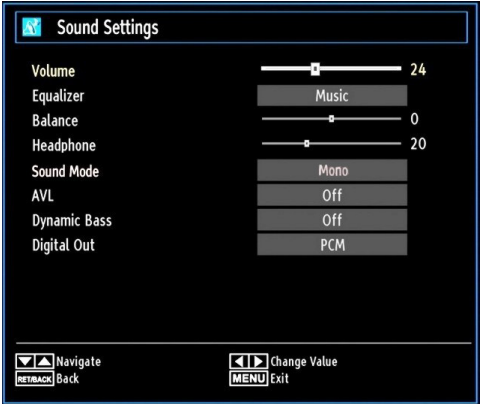 Sound Settings
Volume 24
Equalizer Music
Balance 0
Headphone 20
Sound Mode Mono
AVL Off
Dynamic Bass Off
Digital Out PCM
Navigate Change Value
RET/BACK Back MENU Exit